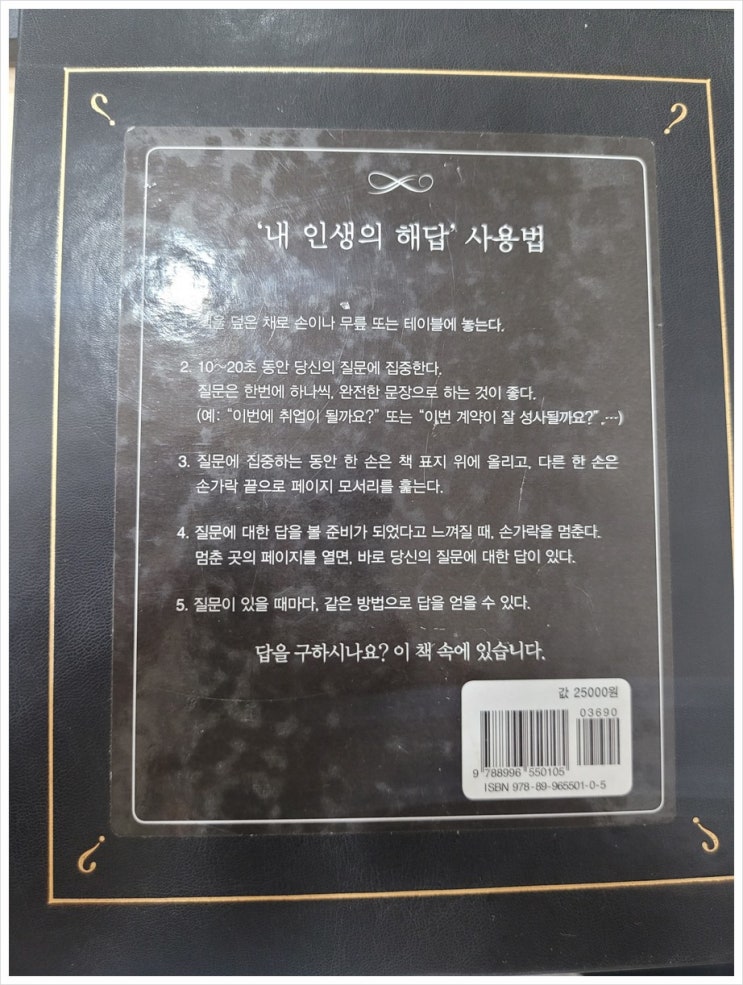 '내 인생의 해답' 사용법
덮은 채로 손이나 무릎 또는 테이블에 놓는다.
2. 10~20초 동안 당신의 질문에 집중한다.
질문은 한번에 하나씩, 완전한 문장으로 하는 것이 좋다.
(예: "이번에 취업이 될까요?" 또는 "이번 계약이 잘 성사될까요?" …)
3. 질문에 집중하는 동안 한 손은 책 표지 위에 올리고, 다른 한 손은
손가락 끝으로 페이지 모서리를 훑는다.
4. 질문에 대한 답을 볼 준비가 되었다고 느껴질 때, 손가락을 멈춘다.
멈춘 곳의 페이지를 열면, 바로 당신의 질문에 대한 답이 있다.
5. 질문이 있을 때마다, 같은 방법으로 답을 얻을 수 있다.
답을 구하시나요? 이 책 속에 있습니다.
값 25000원
03690
9 788996 550105
ISBN 978-89-965501-0-5